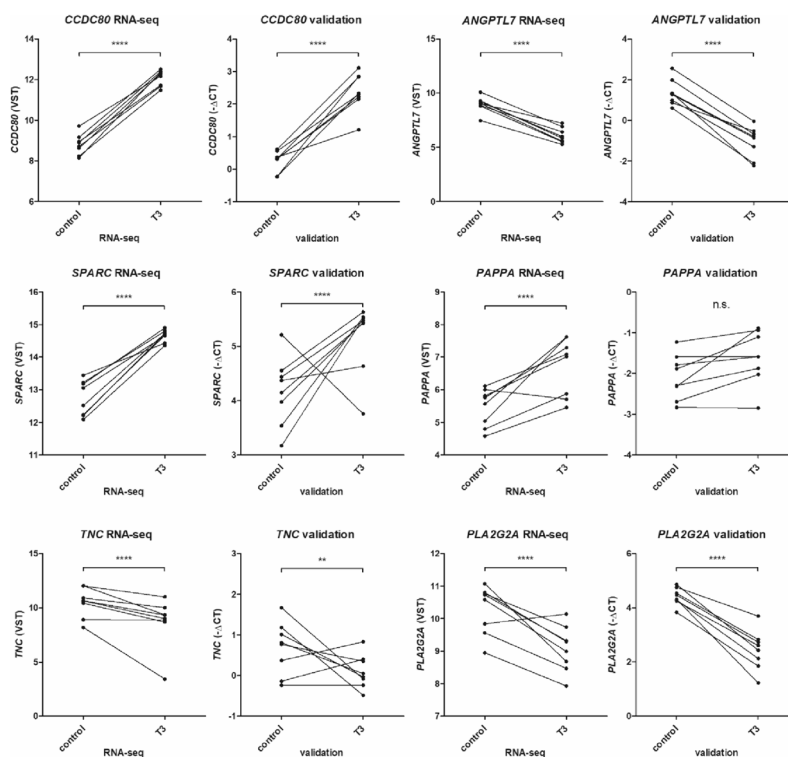 CCDC80 RNA-seq
****
CCDC80 (VST)
14
12
10
8
6
control
T3
RNA-seq
CCDC80 validation
****
CCDC80 (-ΔCT)
4
3
2
1
0
-1
control
T3
validation
ANGPTL7 RNA-seq
****
ANGPTL7 (VST)
15
10
5
0
control
T3
RNA-seq
ANGPTL7 validation
****
ANGPTL7 (-ΔCT)
4
2
0
-2
-4
control
T3
validation
SPARC RNA-seq
****
SPARC (VST)
16
15
14
13
12
11
control
T3
RNA-seq
SPARC validation
****
SPARC (-ΔCT)
6
5
4
3
control
T3
validation
PAPPA RNA-seq
****
PAPPA (VST)
9
8
7
6
5
4
control
T3
RNA-seq
PAPPA validation
n.s.
PAPPA (-ΔCT)
0
-1
-2
-3
-4
control
T3
validation
TNC RNA-seq
****
TNC (VST)
15
10
5
0
control
T3
RNA-seq
TNC validation
**
TNC (-ΔCT)
3
2
1
0
-1
control
T3
validation
PLA2G2A RNA-seq
****
PLA2G2A (VST)
12
11
10
9
8
7
control
T3
RNA-seq
PLA2G2A validation
****
PLA2G2A (-ΔCT)
6
4
2
0
control
T3
validation